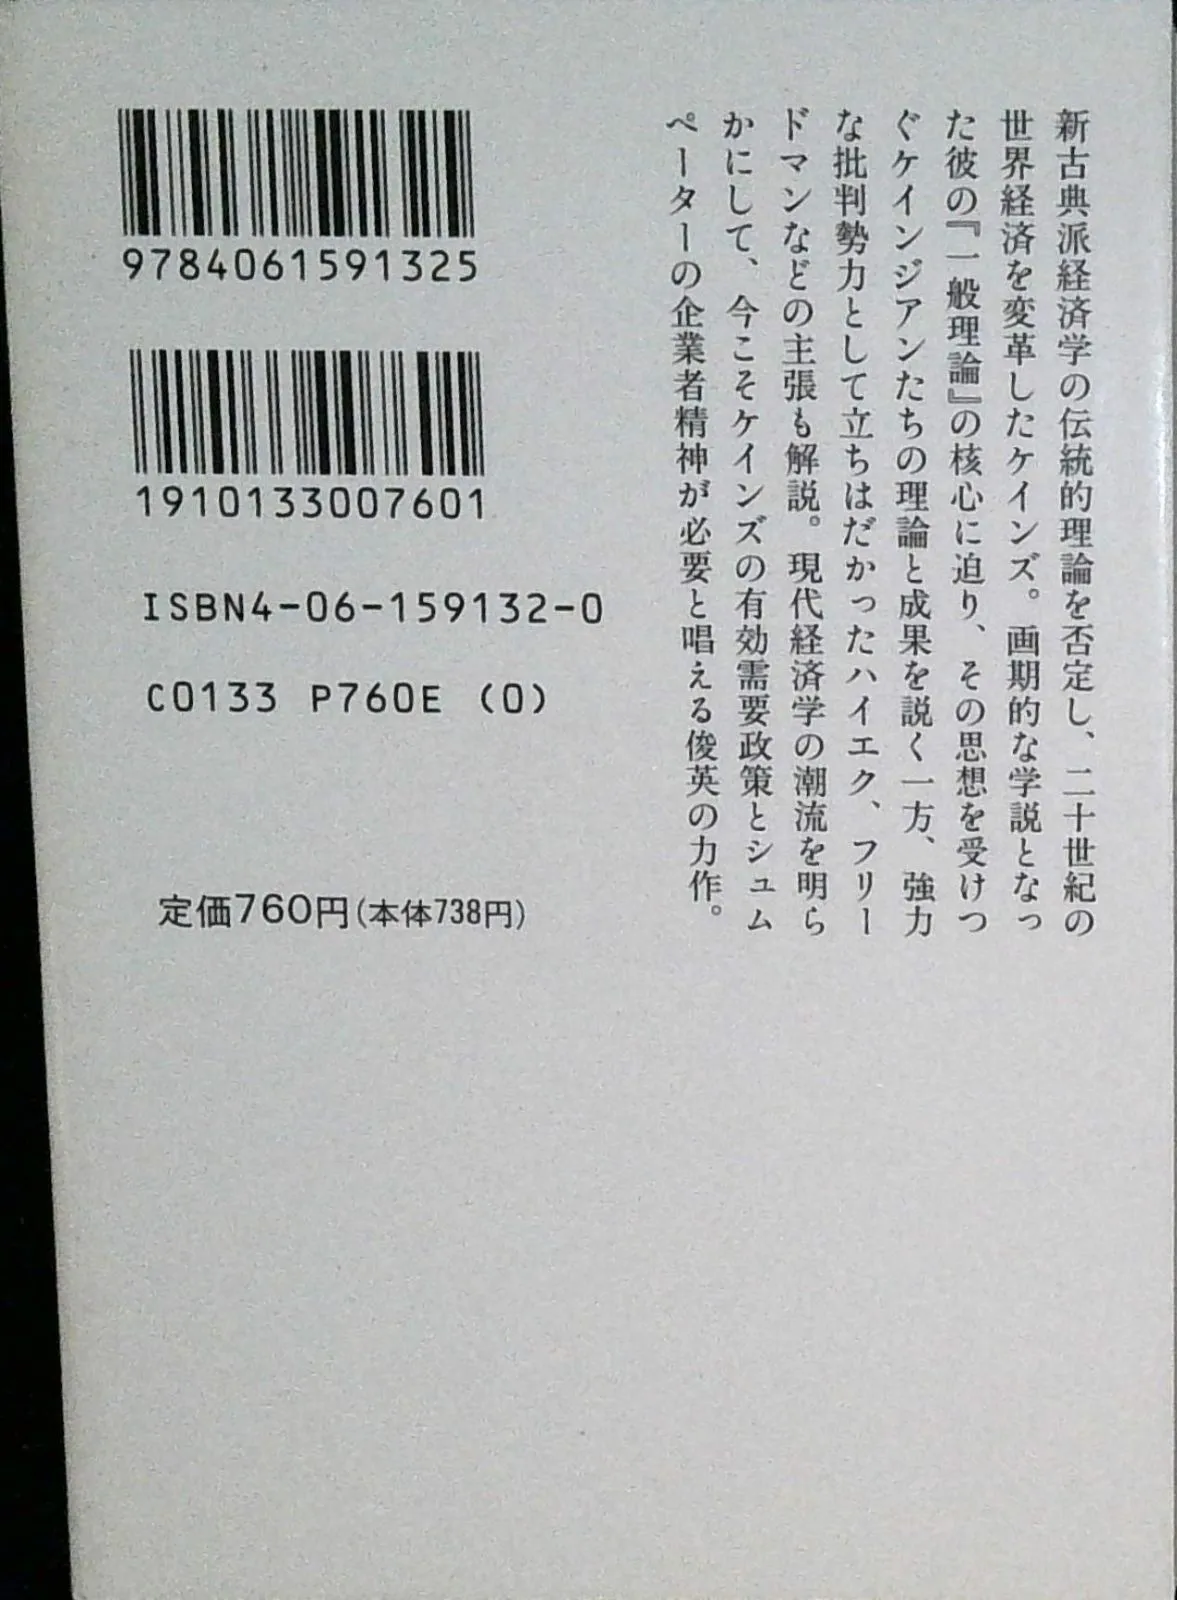 新古典派経済学の伝統的理論を否定し、二十世紀の
世界経済を変革したケインズ。画期的な学説となっ
た彼の『一般理論』の核心に迫り、その思想を受けつ
ぐケインジアンたちの理論と成果を説く一方、強力
な批判勢力として立ちはだかったハイエク、フリー
ドマンなどの主張も解説。現代経済学の潮流を明ら
かにして、今こそケインズの有効需要政策とシュム
ペーターの企業者精神が必要と唱える俊英の力作。
9784061591325
1910133007601
ISBN4-06-159132-0
C0133 P760E (0)
定価760円(本体738円)